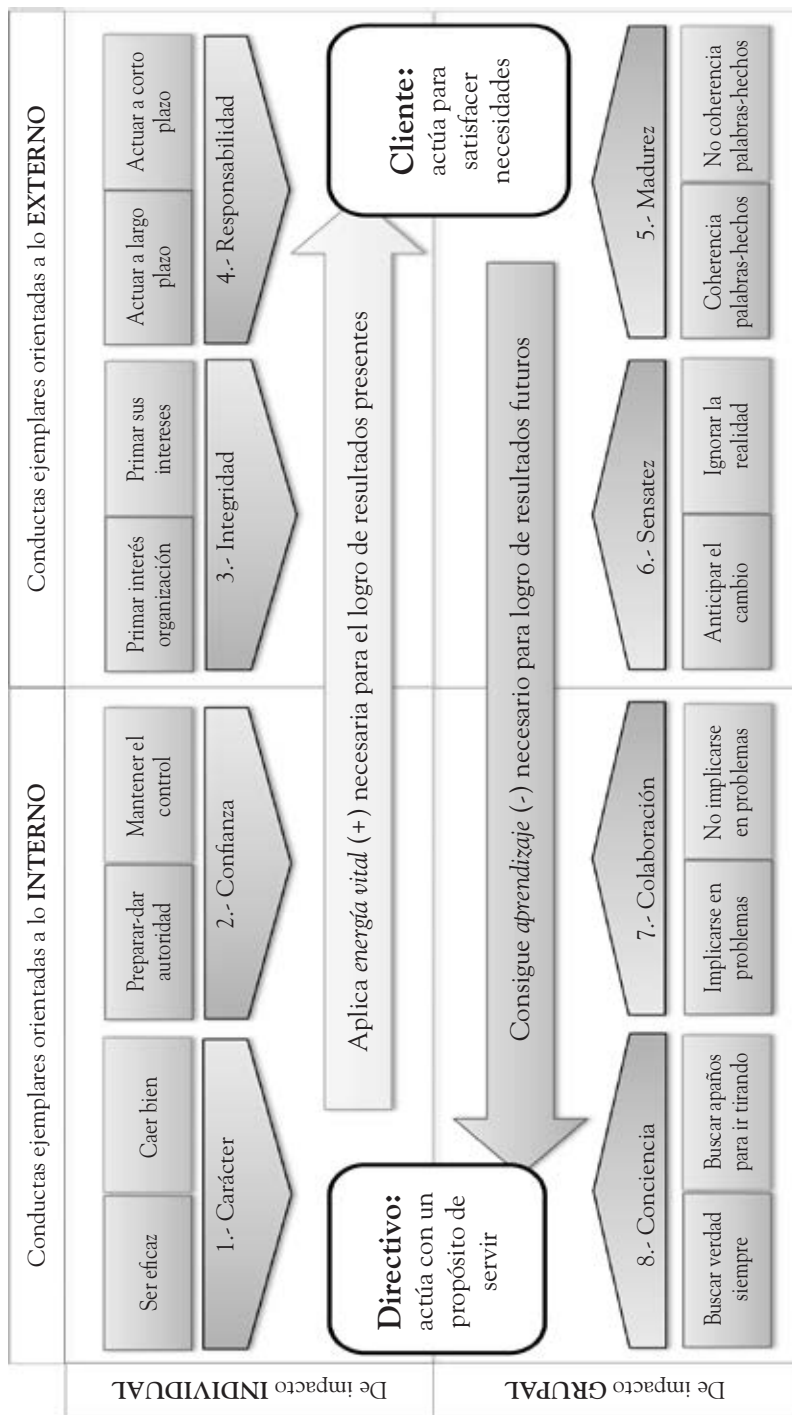 Conductas ejemplares orientadas a lo INTERNO
Conductas ejemplares orientadas a lo EXTERNO
De impacto INDIVIDUAL
Ser eficaz
Caer bien
1.- Carácter
Preparar-dar
autoridad
Mantener el
control
2.- Confianza
Primar interés
organización
Primar sus
intereses
3.- Integridad
Actuar a largo
plazo
Actuar a corto
plazo
4.- Responsabilidad
Aplica energía vital (+) necesaria para el logro de resultados presentes
Directivo:
actúa con un
propósito de
servir
Cliente:
actúa para
satisfacer
necesidades
De impacto GRUPAL
Consigue aprendizaje (-) necesario para logro de resultados futuros
8.- Conciencia
Buscar verdad
siempre
Buscar apaños
para ir tirando
7.- Colaboración
Implicarse en
problemas
No implicarse
en problemas
6.- Sensatez
Anticipar el
cambio
Ignorar la
realidad
5.- Madurez
Coherencia
palabras-hechos
No coherencia
palabras-hechos